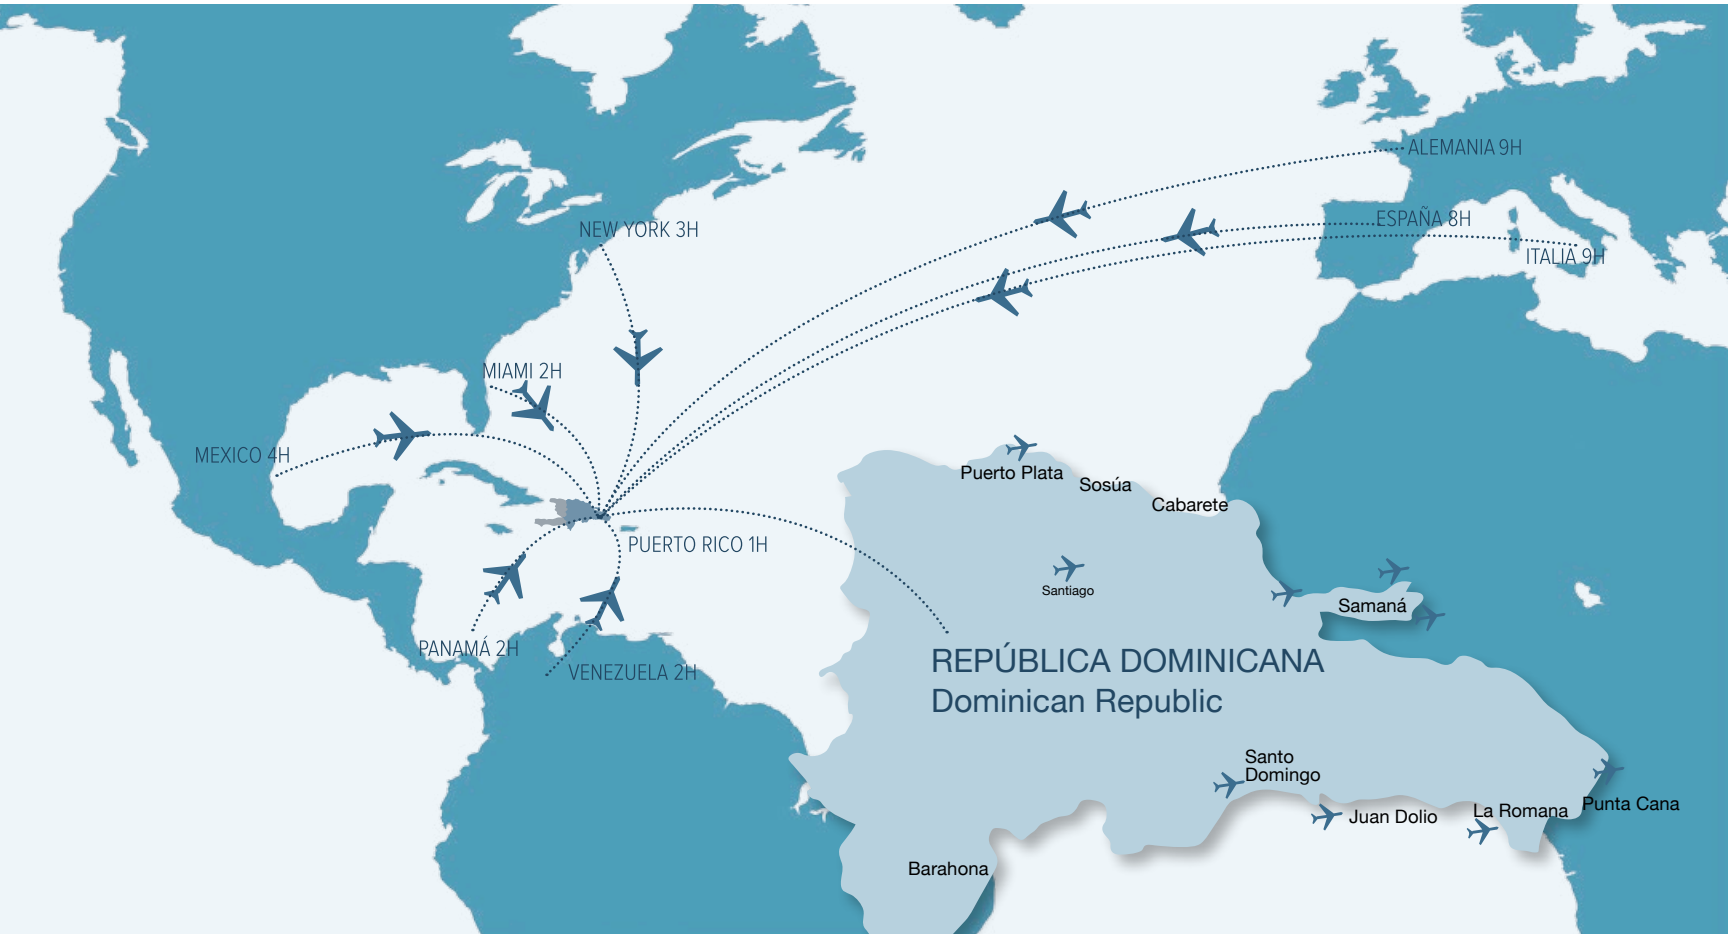 ALEMANIA 9H
ESPAÑA 8H
NEW YORK 3H
ITALIA 9H
MIAMI 2H
MEXICO 4H
Puerto Plata
Sosúa
Cabarete
PUERTO RICO 1H
Santiago
Samaná
PANAMÁ 2H
VENEZUELA 2H
REPÚBLICA DOMINICANA
Dominican Republic
Santo
Domingo
Juan Dolio
La Romana
Punta Cana
Barahona